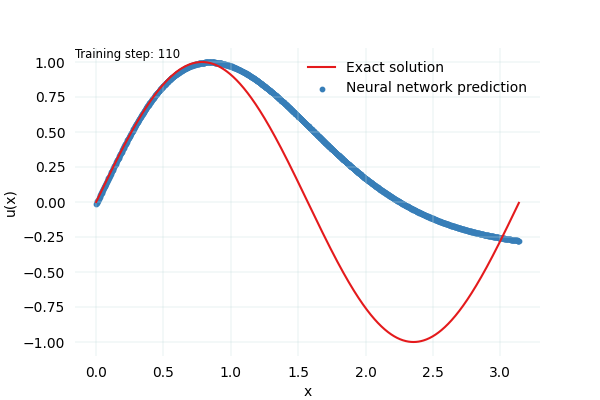 Training step: 110
Exact solution
Neural network prediction
u(x)
1.00
0.75
0.50
0.25
0.00
−0.25
−0.50
−0.75
−1.00
0.0 0.5 1.0 1.5 2.0 2.5 3.0
x